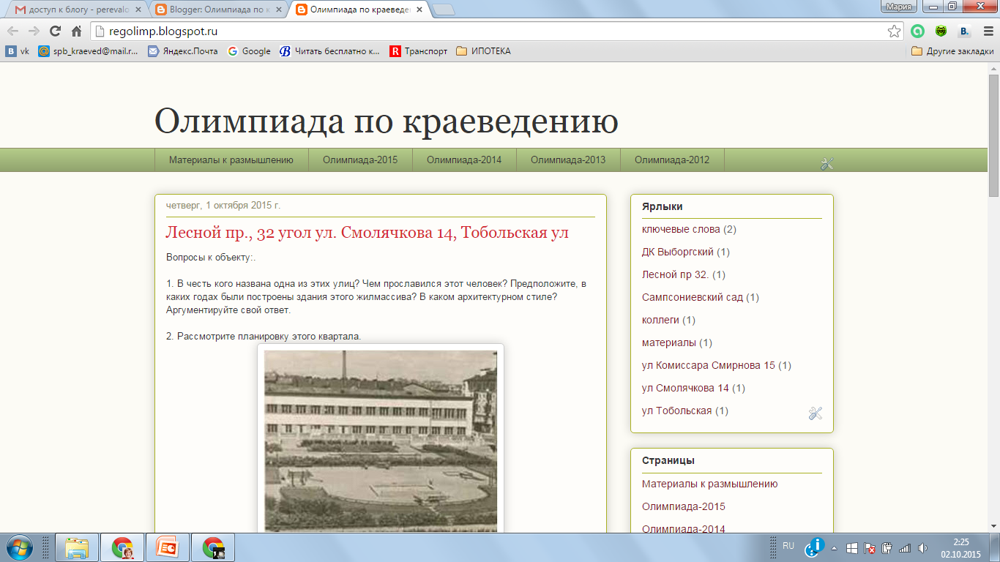 доступ к блогу - perevalo
Blogger: Олимпиада по к
Олимпиада по краеведе
Мария
regolimp.blogspot.ru
vk
spb_kraeved@mail.r...
Яндекс.Почта
Google
Читать бесплатно к...
Транспорт
ИПОТЕКА
Другие закладки
Олимпиада по краеведению
Материалы к размышлению
Олимпиада-2015
Олимпиада-2014
Олимпиада-2013
Олимпиада-2012
четверг, 1 октября 2015 г.
Лесной пр., 32 угол ул. Смолячкова 14, Тобольская ул
Вопросы к объекту:.
1. В честь кого названа одна из этих улиц? Чем прославился этот человек? Предположите, в
каких годах были построены здания этого жилмассива? В каком архитектурном стиле?
Аргументируйте свой ответ.
2. Рассмотрите планировку этого квартала.
Ярлыки
ключевые слова (2)
ДК Выборгский (1)
Лесной пр 32. (1)
Сампсониевский сад (1)
коллеги (1)
материалы (1)
ул Комиссара Смирнова 15 (1)
ул Смолячкова 14 (1)
ул Тобольская (1)
Страницы
Материалы к размышлению
Олимпиада-2015
Олимпиада-2014
RU
2:25
02.10.2015